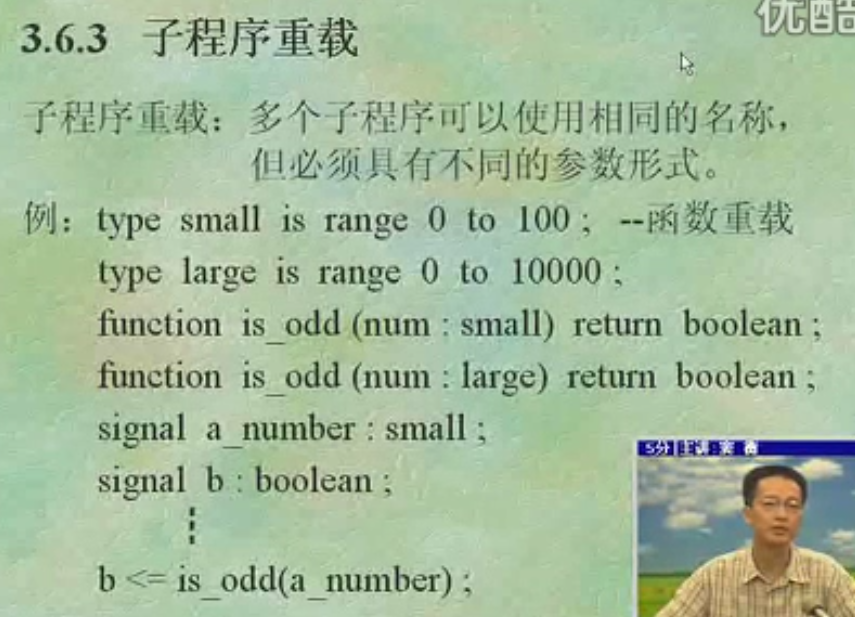 优酷
3.6.3 子程序重载
子程序重载：多个子程序可以使用相同的名称，
但必须具有不同的参数形式。
例：type small is range 0 to 100 ; --函数重载
type large is range 0 to 10000 ;
function is_odd (num : small) return boolean ;
function is_odd (num : large) return boolean ;
signal a_number : small ;
signal b : boolean ;
b <= is_odd(a_number) ;
5分 主讲: